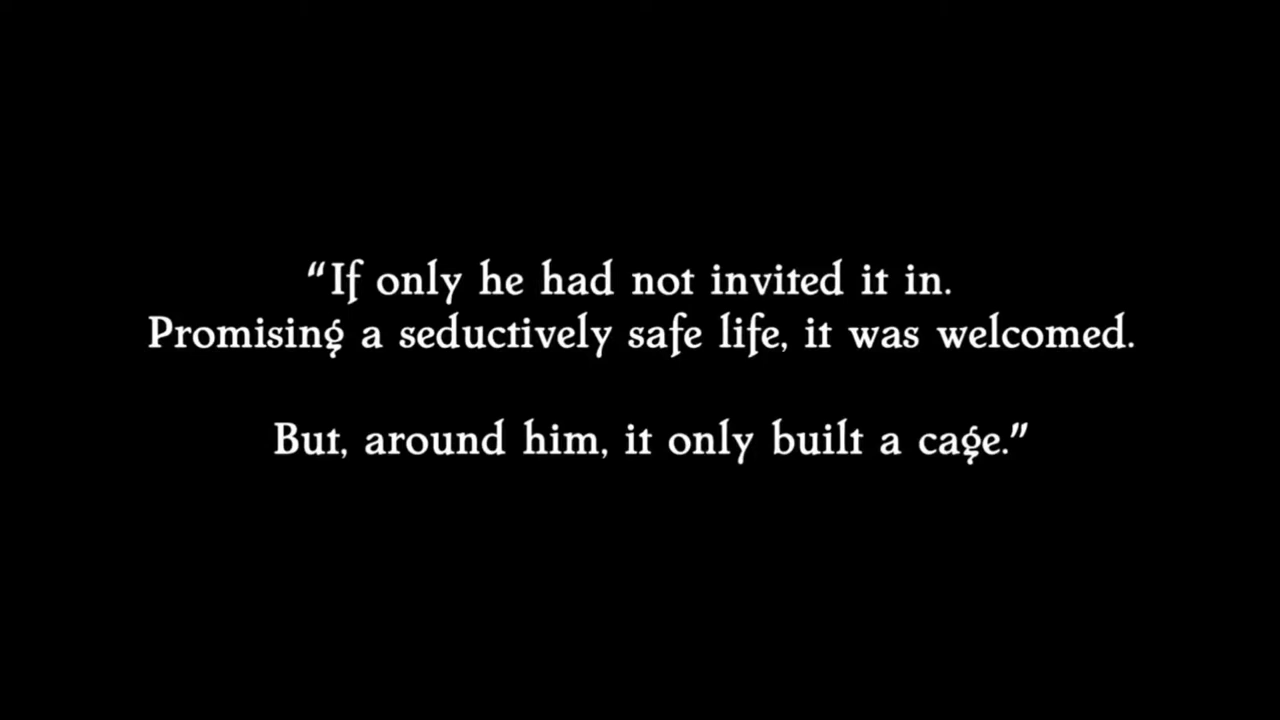 “If only he had not invited it in.
Promising a seductively safe life, it was welcomed.
But, around him, it only built a cage.”